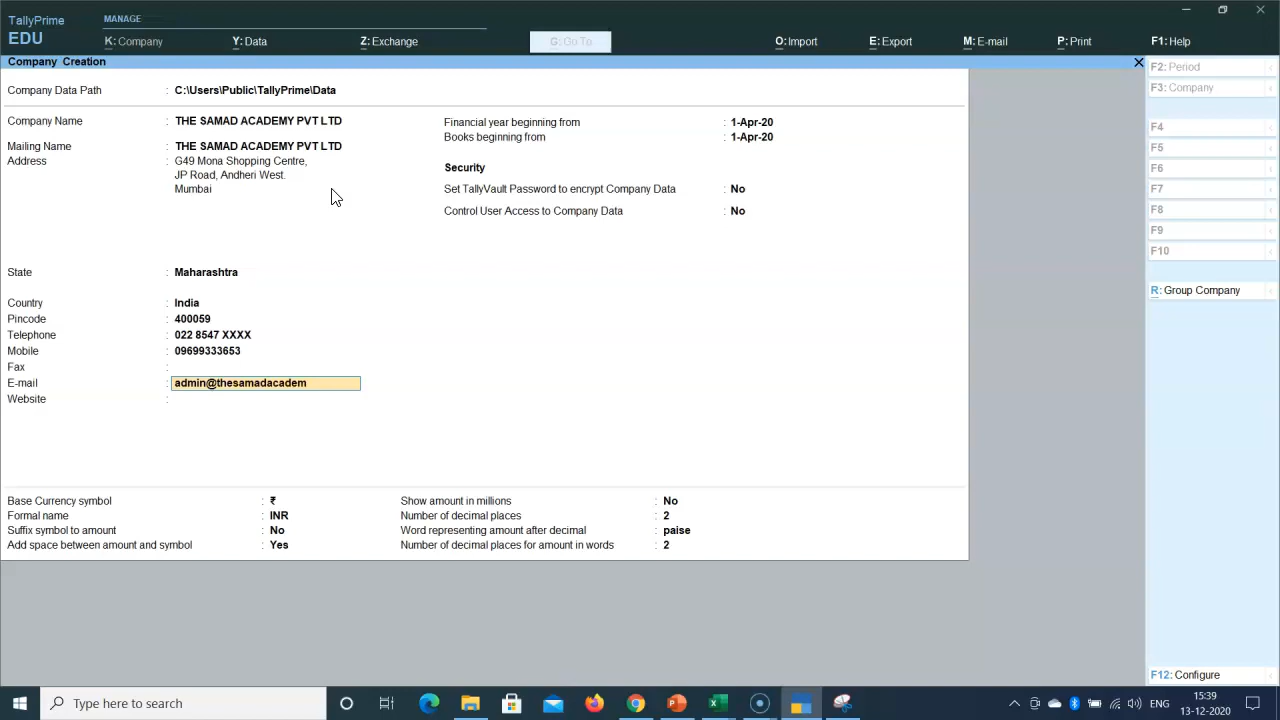 TallyPrime
EDU
MANAGE
K: Company
Y: Data
Z: Exchange
G: Go To
O: Import
E: Export
M: E-mail
P: Print
F1: Help
Company Creation
Company Data Path : C:\Users\Public\TallyPrime\Data
Company Name : THE SAMAD ACADEMY PVT LTD
Mailing Name : THE SAMAD ACADEMY PVT LTD
Address : G49 Mona Shopping Centre,
JP Road, Andheri West.
Mumbai
State : Maharashtra
Country : India
Pincode : 400059
Telephone : 022 8547 XXXX
Mobile : 09699333653
Fax :
E-mail : admin@thesamadacadem
Website :
Financial year beginning from : 1-Apr-20
Books beginning from : 1-Apr-20
Security
Set TallyVault Password to encrypt Company Data : No
Control User Access to Company Data : No
Base Currency symbol : ₹
Formal name : INR
Suffix symbol to amount : No
Add space between amount and symbol : Yes
Show amount in millions : No
Number of decimal places : 2
Word representing amount after decimal : paise
Number of decimal places for amount in words : 2
F2: Period
F3: Company
F4
F5
F6
F7
F8
F9
F10
R: Group Company
F12: Configure
Type here to search
15:39
13-12-2020